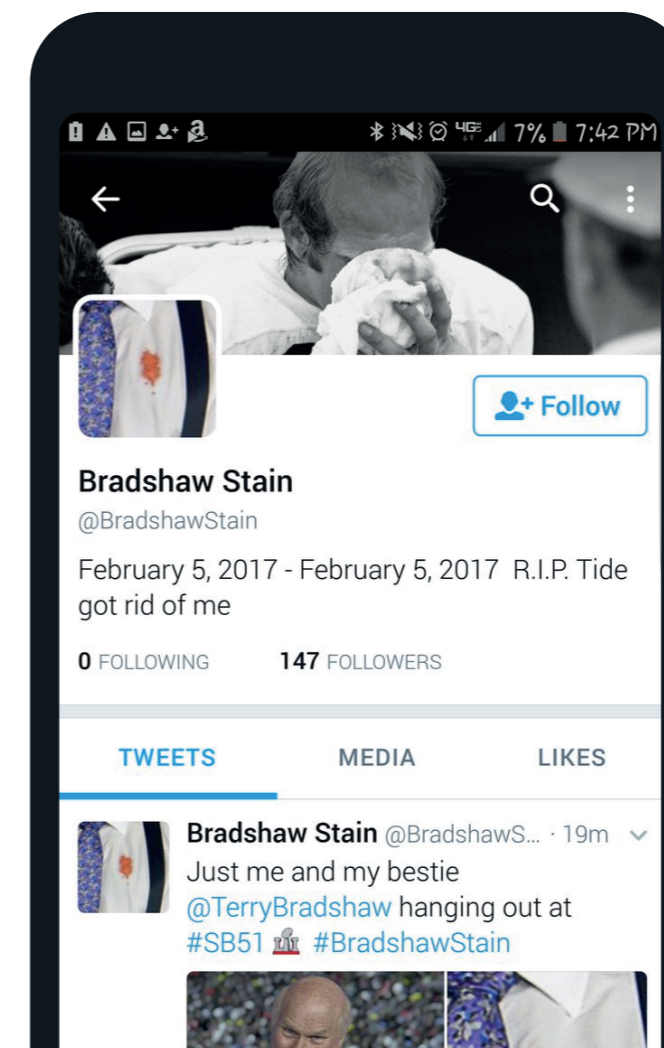 4GE 7% 7:42 PM
Follow
Bradshaw Stain
@BradshawStain
February 5, 2017 - February 5, 2017 R.I.P. Tide
got rid of me
0 FOLLOWING 147 FOLLOWERS
TWEETS MEDIA LIKES
Bradshaw Stain @BradshawS... · 19m
Just me and my bestie
@TerryBradshaw hanging out at
#SB51 #BradshawStain